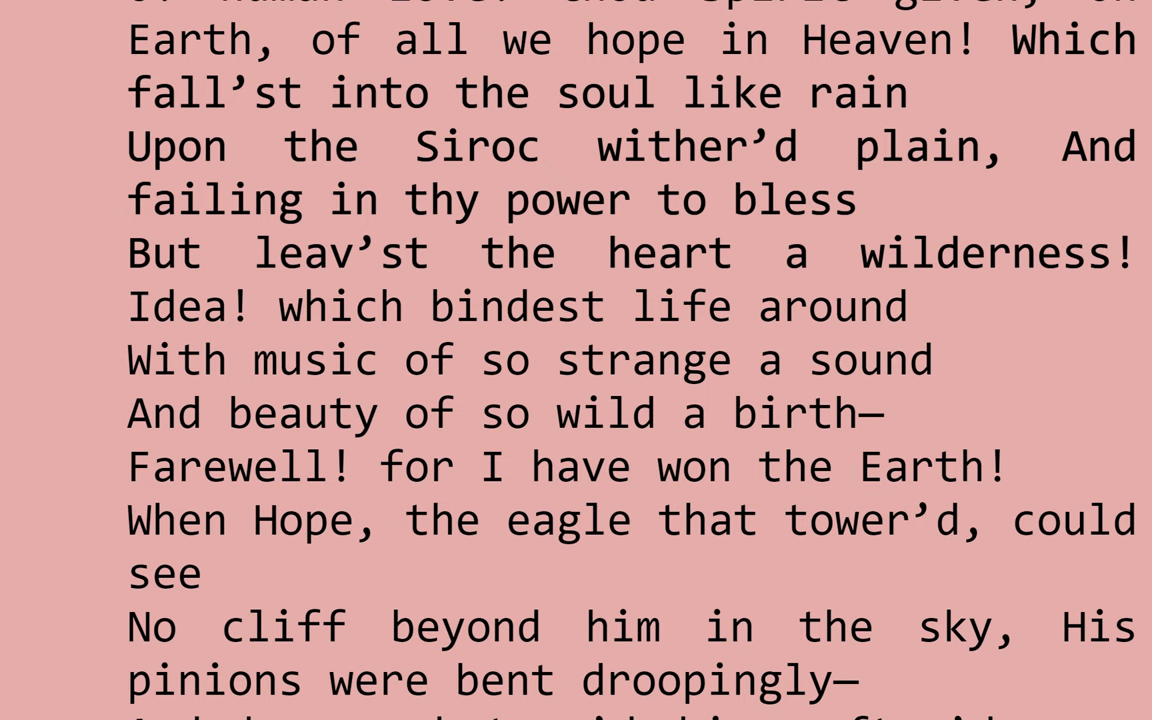 Earth, of all we hope in Heaven! Which
fall’st into the soul like rain
Upon the Siroc wither’d plain, And
failing in thy power to bless
But leav’st the heart a wilderness!
Idea! which bindest life around
With music of so strange a sound
And beauty of so wild a birth—
Farewell! for I have won the Earth!
When Hope, the eagle that tower’d, could
see
No cliff beyond him in the sky, His
pinions were bent droopingly—